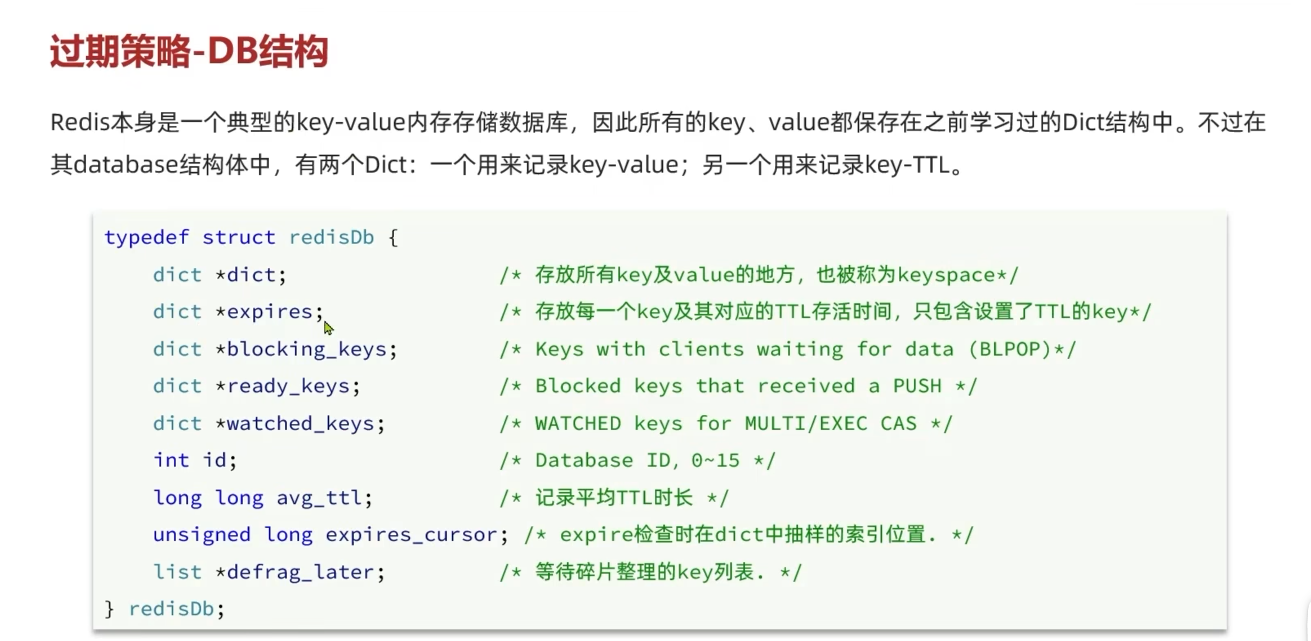 过期策略-DB结构
Redis本身是一个典型的key-value内存存储数据库，因此所有的key、value都保存在之前学习过的Dict结构中。不过在
其database结构体中，有两个Dict：一个用来记录key-value；另一个用来记录key-TTL。
typedef struct redisDb {
    dict *dict;                 /* 存放所有key及value的地方，也被称为keyspace*/
    dict *expires;              /* 存放每一个key及其对应的TTL存活时间，只包含设置了TTL的key*/
    dict *blocking_keys;        /* Keys with clients waiting for data (BLPOP)*/
    dict *ready_keys;           /* Blocked keys that received a PUSH */
    dict *watched_keys;         /* WATCHED keys for MULTI/EXEC CAS */
    int id;                     /* Database ID，0~15 */
    long long avg_ttl;          /* 记录平均TTL时长 */
    unsigned long expires_cursor; /* expire检查时在dict中抽样的索引位置. */
    list *defrag_later;         /* 等待碎片整理的key列表. */
} redisDb;